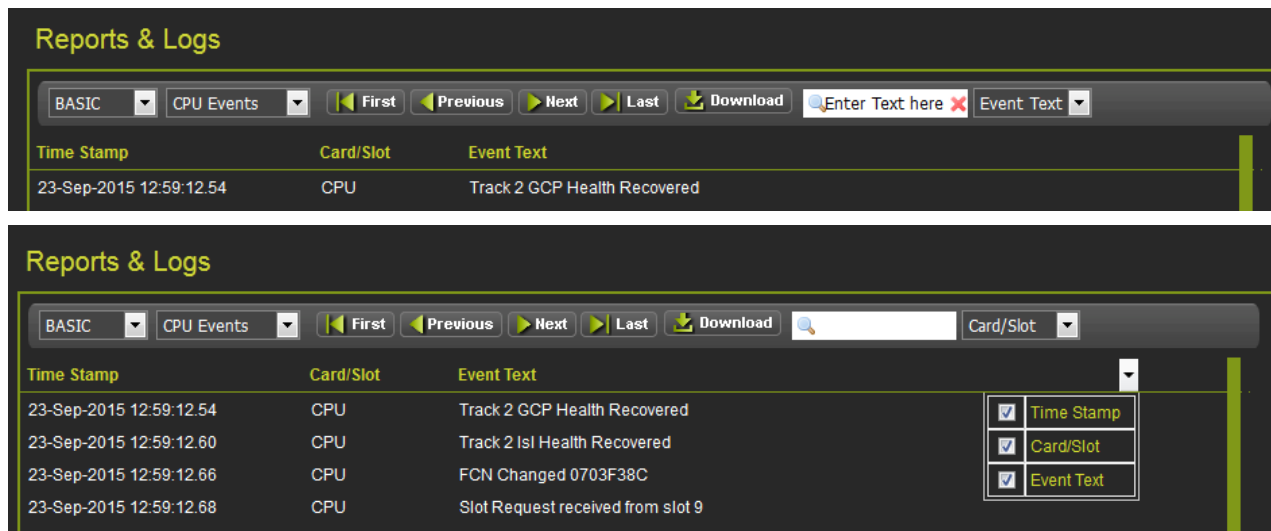 Reports & Logs
BASIC CPU Events First Previous Next Last Download Enter Text here Event Text
Time Stamp Card/Slot Event Text
23-Sep-2015 12:59:12.54 CPU Track 2 GCP Health Recovered
Reports & Logs
BASIC CPU Events First Previous Next Last Download Card/Slot
Time Stamp Card/Slot Event Text
23-Sep-2015 12:59:12.54 CPU Track 2 GCP Health Recovered Time Stamp
23-Sep-2015 12:59:12.60 CPU Track 2 Isl Health Recovered Card/Slot
23-Sep-2015 12:59:12.66 CPU FCN Changed 0703F38C Event Text
23-Sep-2015 12:59:12.68 CPU Slot Request received from slot 9